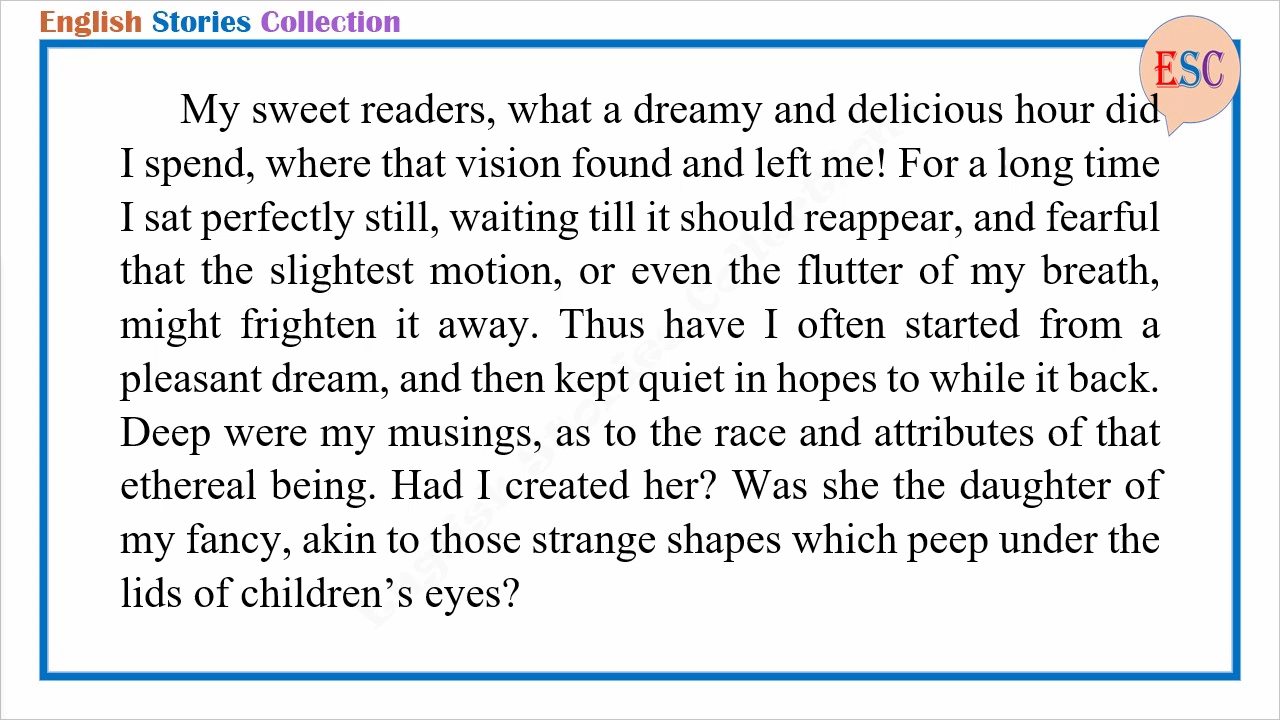 English Stories Collection
ESC
My sweet readers, what a dreamy and delicious hour did
I spend, where that vision found and left me! For a long time
I sat perfectly still, waiting till it should reappear, and fearful
that the slightest motion, or even the flutter of my breath,
might frighten it away. Thus have I often started from a
pleasant dream, and then kept quiet in hopes to while it back.
Deep were my musings, as to the race and attributes of that
ethereal being. Had I created her? Was she the daughter of
my fancy, akin to those strange shapes which peep under the
lids of children’s eyes?
English Stories Collection